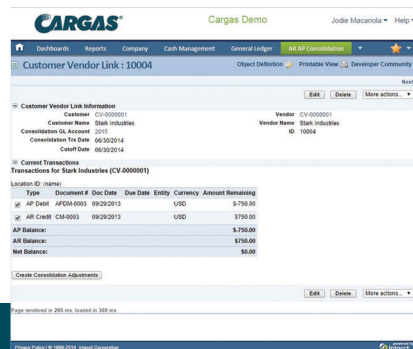 CARGAS®
Cargas Demo
Jodie Macariola
Help
Dashboards Reports Company Cash Management General Ledger AR AP Consolidation
Customer Vendor Link : 10004
Object Definition Printable View Developer Community
Next
Edit Delete More actions...
Customer Vendor Link Information
Customer CV-0000001 Vendor CV-0000001
Customer Name Stark Industries Vendor Name Stark Industries
Consolidation GL Account 2015 ID 10004
Consolidation Trx Date 06/30/2014
Cutoff Date 06/30/2014
Current Transactions
Transactions for Stark Industries (CV-0000001)
Location ID: (name)
Type Document # Doc Date Due Date Entity Currency Amount Remaining
AP Debit APDM-0003 09/29/2013 USD $-750.00
AR Credit CM-0003 09/29/2013 USD $750.00
AP Balance: $-750.00
AR Balance: $750.00
Net Balance: $0.00
Create Consolidation Adjustments
Edit Delete More actions...
Page rendered in 295 ms, loaded in 369 ms
Privacy Policy | © 1999-2014 Intacct Corporation
powered by
Intacct